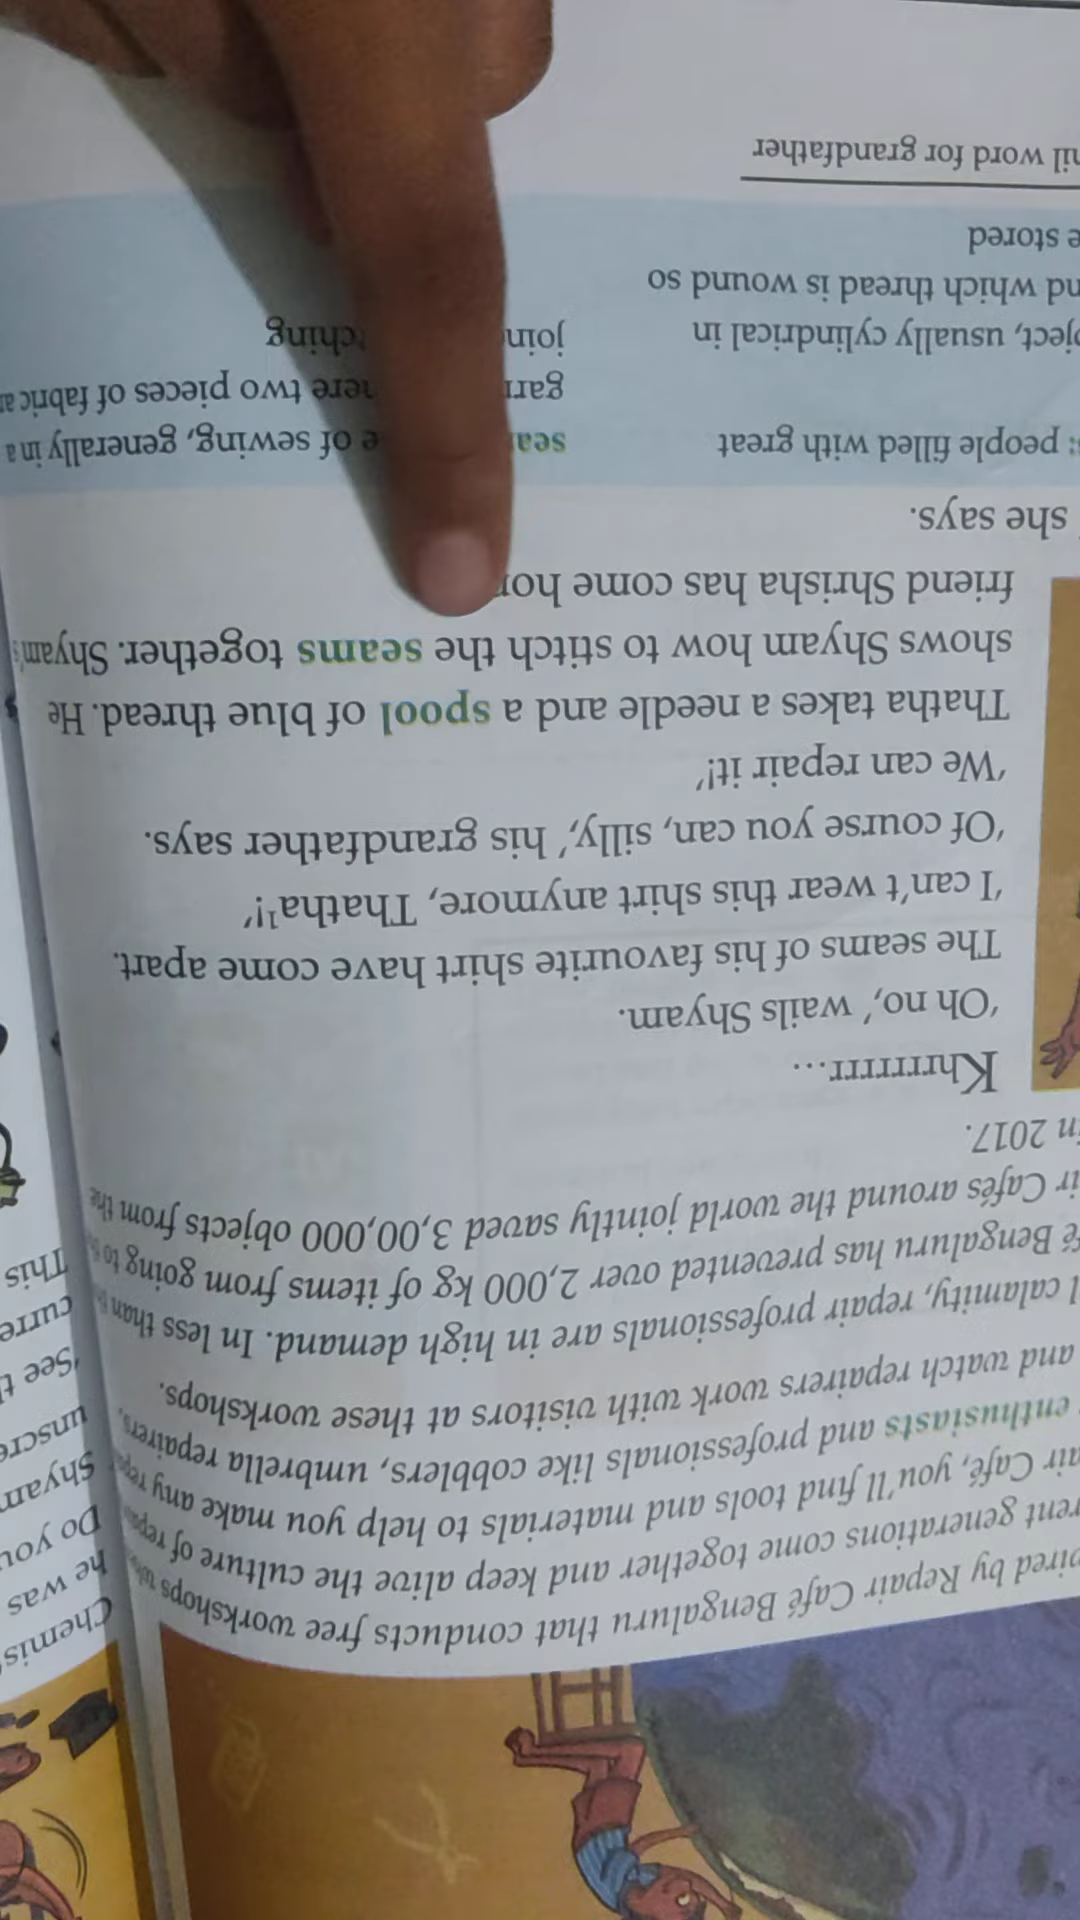 pired by Repair Café Bengaluru that conducts free workshops
rent generations come together and keep alive the culture of
air Café, you'll find tools and materials to help you make any
enthusiasts and professionals like cobblers, umbrella repairers,
and watch repairers work with visitors at these workshops.
l calamity, repair professionals are in high demand. In less than
fé Bengaluru has prevented over 2,000 kg of items from going to
ir Cafés around the world jointly saved 3,00,000 objects from the
in 2017.
Khrrrrrrr...
'Oh no,' wails Shyam.
The seams of his favourite shirt have come apart.
'I can't wear this shirt anymore, Thatha¹!'
'Of course you can, silly,' his grandfather says.
'We can repair it!'
Thatha takes a needle and a spool of blue thread. He
shows Shyam how to stitch the seams together. Shyam's
friend Shrisha has come
she says.
: people filled with great
ject, usually cylindrical in
nd which thread is wound so
e stored
of sewing, generally in a
two pieces of fabric
nil word for grandfather
Chemis
he was
Do you
Shyam
unscre
'See
curre
This